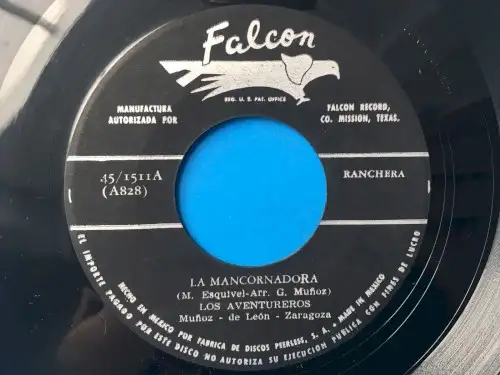 Falcon
REG. U. S. PAT. OFFICE
MANUFACTURA
AUTORIZADA POR
FALCON RECORD,
CO. MISSION, TEXAS.
45/1511A
(A828)
RANCHERA
LA MANCORNADORA
(M. Esquivel-Arr. G. Muñoz)
LOS AVENTUREROS
Muñoz - de León - Zaragoza
HECHO EN MEXICO POR FABRICA DE DISCOS PEERLESS, S. A. • MADE IN MEXICO
EL IMPORTE PAGADO POR ESTE DISCO NO AUTORIZA SU EJECUCION PUBLICA CON FINES DE LUCRO